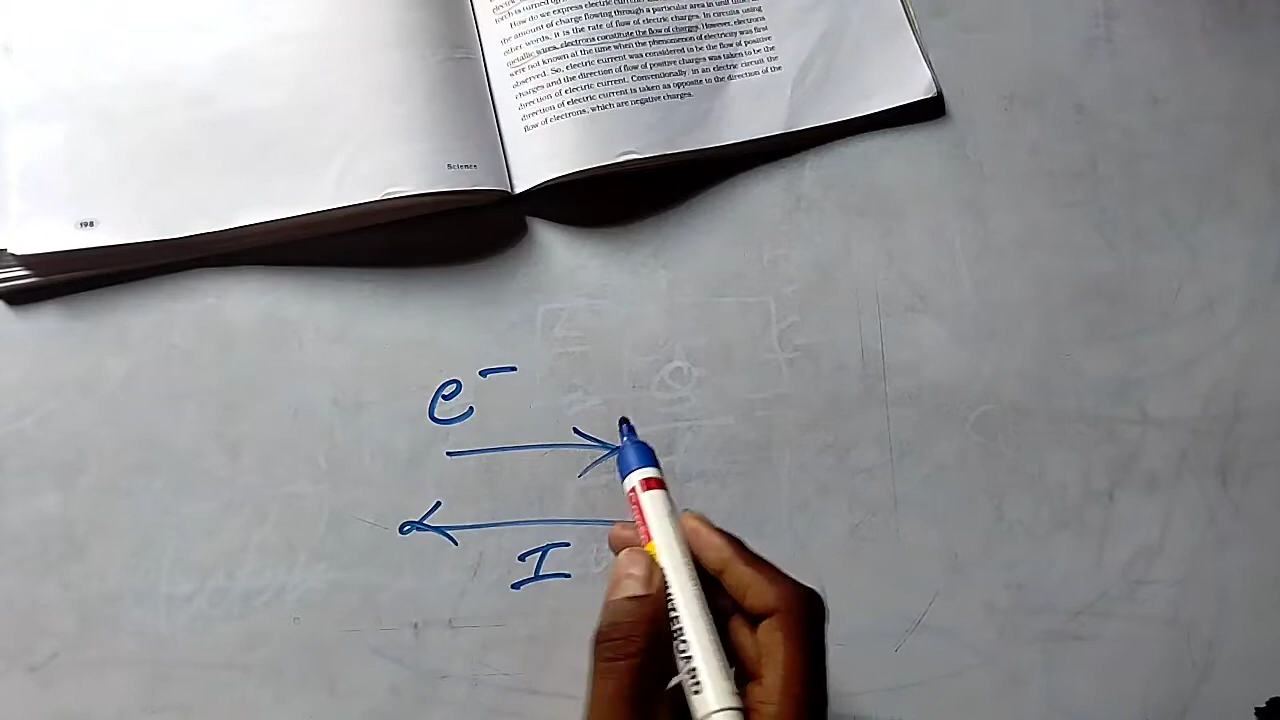 torch is turned
How do we express electric current
the amount of charge flowing through a particular area in unit time. In
other words, it is the rate of flow of electric charges. In circuits using
metallic wires, electrons constitute the flow of charges. However, electrons
were not known at the time when the phenomenon of electricity was first
observed. So, electric current was considered to be the flow of positive
charges and the direction of flow of positive charges was taken to be the
direction of electric current. Conventionally, in an electric circuit the
direction of electric current is taken as opposite to the direction of the
flow of electrons, which are negative charges.
Science
198
e⁻
I
WHITEBOARD